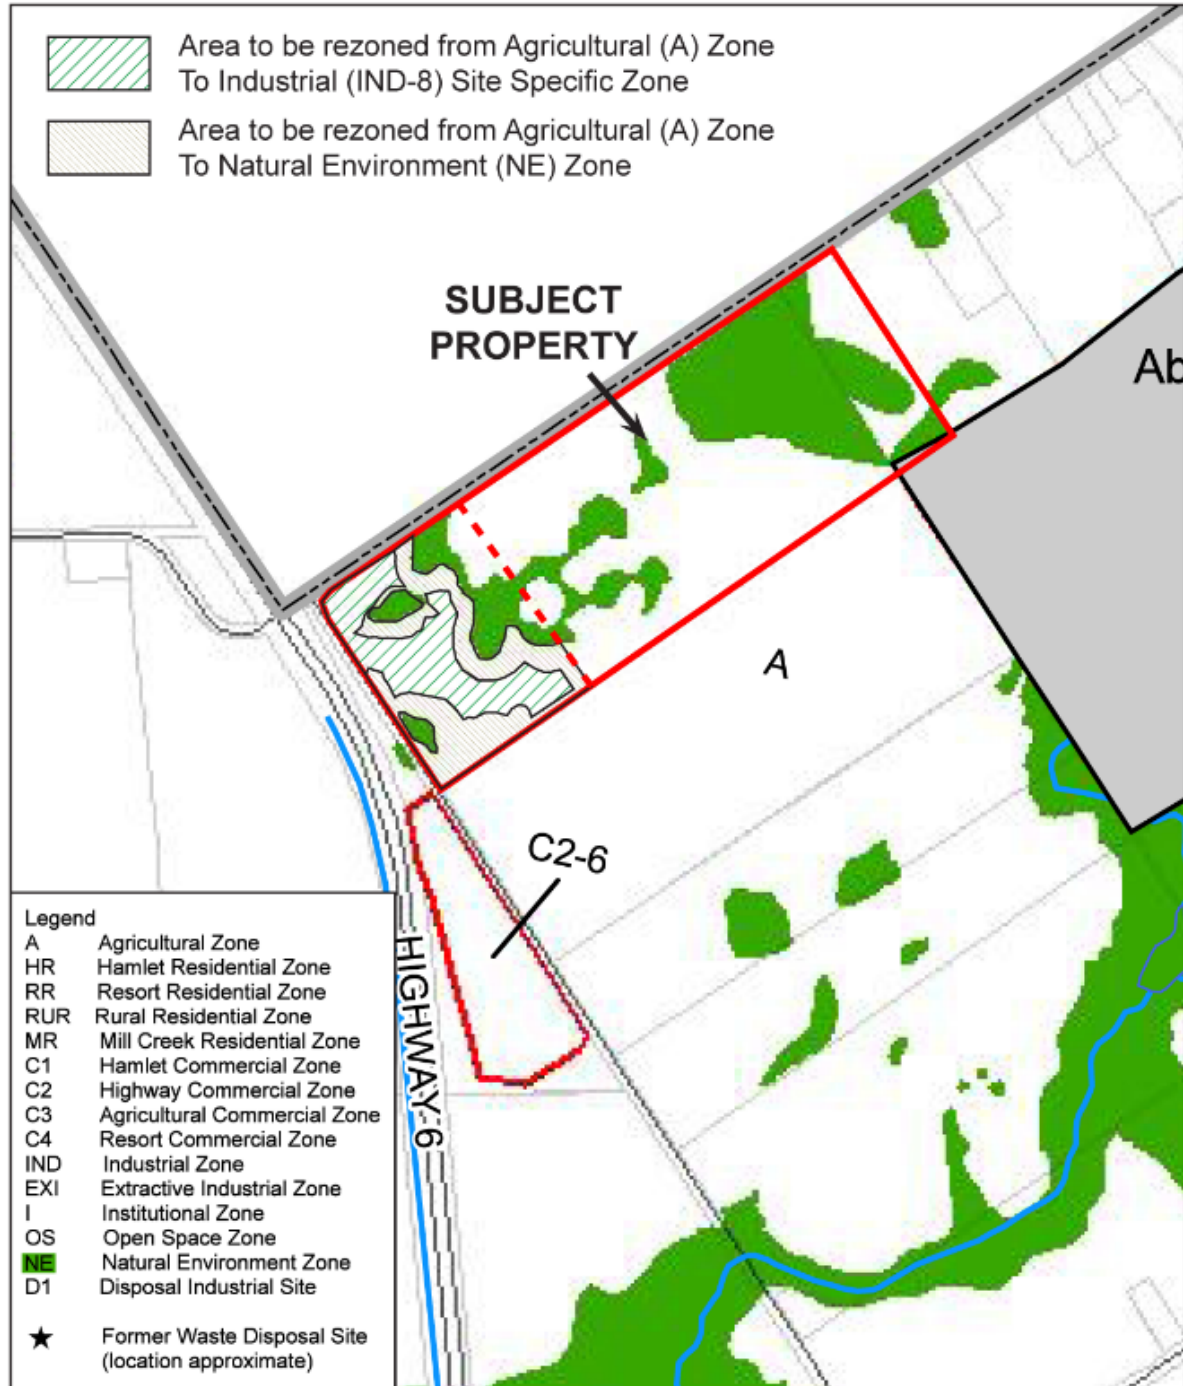 Area to be rezoned from Agricultural (A) Zone
To Industrial (IND-8) Site Specific Zone
Area to be rezoned from Agricultural (A) Zone
To Natural Environment (NE) Zone
SUBJECT
PROPERTY
Ab
A
C2-6
HIGHWAY 6
Legend
A Agricultural Zone
HR Hamlet Residential Zone
RR Resort Residential Zone
RUR Rural Residential Zone
MR Mill Creek Residential Zone
C1 Hamlet Commercial Zone
C2 Highway Commercial Zone
C3 Agricultural Commercial Zone
C4 Resort Commercial Zone
IND Industrial Zone
EXI Extractive Industrial Zone
I Institutional Zone
OS Open Space Zone
NE Natural Environment Zone
D1 Disposal Industrial Site
★ Former Waste Disposal Site
(location approximate)